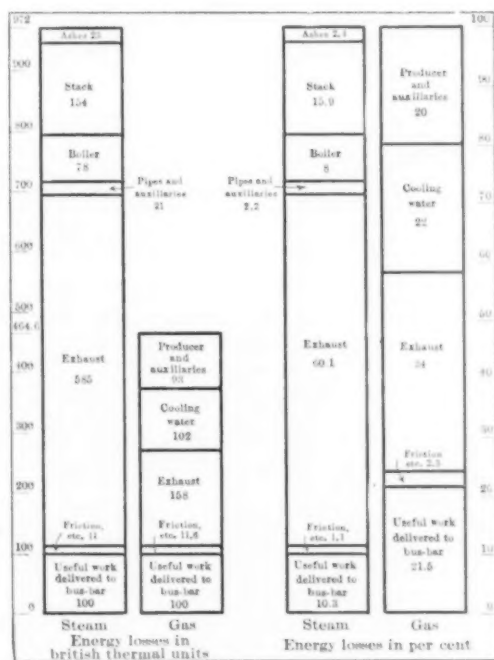 972
900
800
700
600
500
464.6
400
300
200
100
0
Ashes 23
Stack
154
Boiler
78
Pipes and
auxiliaries
21
Exhaust
585
Friction,
etc. 11
Useful work
delivered to
bus-bar
100
Steam
Producer
and
auxiliaries
93
Cooling
water
102
Exhaust
158
Friction,
etc. 11.6
Useful work
delivered to
bus-bar
100
Gas
Energy losses in
british thermal units
Ashes 2.4
Stack
15.9
Boiler
8
Pipes and
auxiliaries
2.2
Exhaust
60.1
Friction,
etc. 1.1
Useful work
delivered to
bus-bar
10.3
Steam
Producer
and
auxiliaries
20
Cooling
water
22
Exhaust
34
Friction
etc. 2.5
Useful work
delivered to
bus-bar
21.5
Gas
Energy losses in per cent
100
90
80
70
60
50
40
30
20
10
0